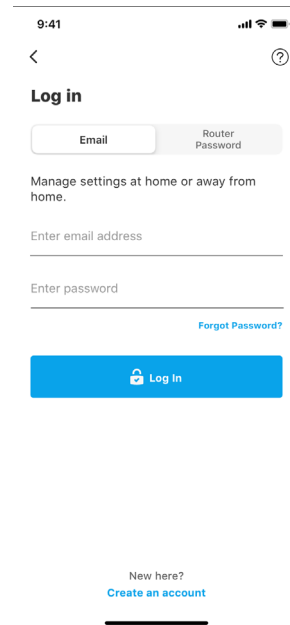 9:41
Log in
Email
Router
Password
Manage settings at home or away from
home.
Enter email address
Enter password
Forgot Password?
Log In
New here?
Create an account